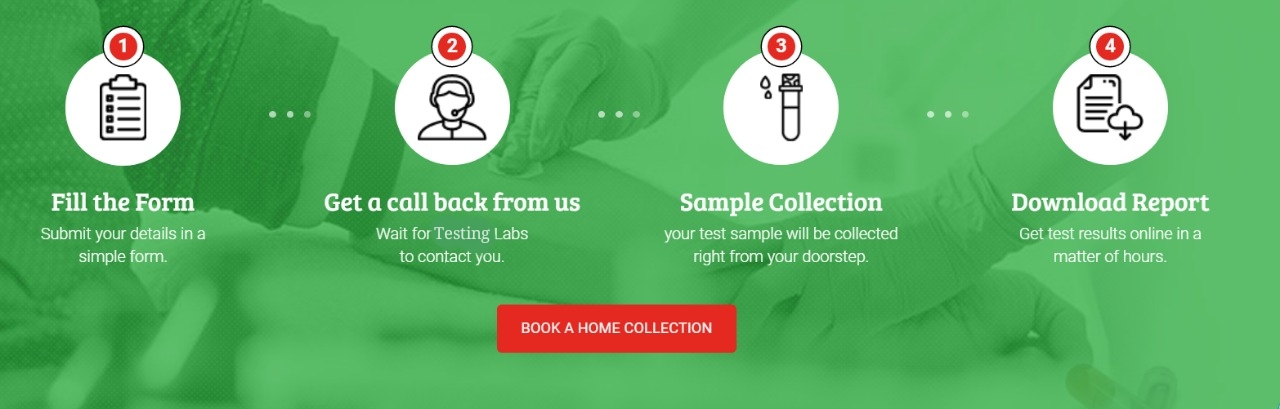 1
2
3
4
Fill the Form
Submit your details in a
simple form.
Get a call back from us
Wait for Testing Labs
to contact you.
Sample Collection
your test sample will be collected
right from your doorstep.
Download Report
Get test results online in a
matter of hours.
BOOK A HOME COLLECTION